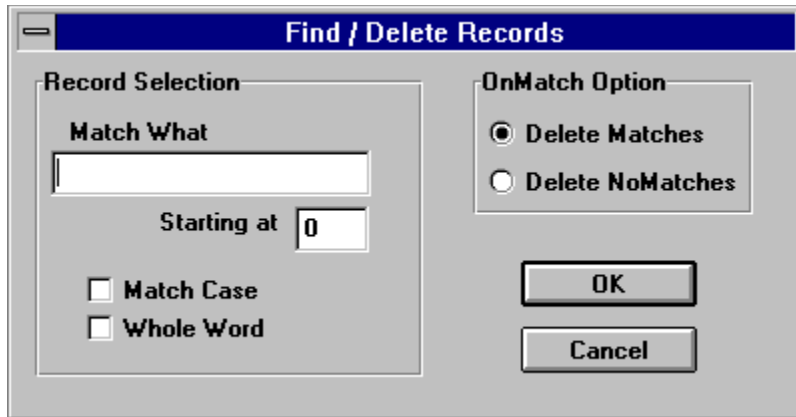 Find / Delete Records
Record Selection
Match What
Starting at 0
Match Case
Whole Word
OnMatch Option
Delete Matches
Delete NoMatches
OK
Cancel